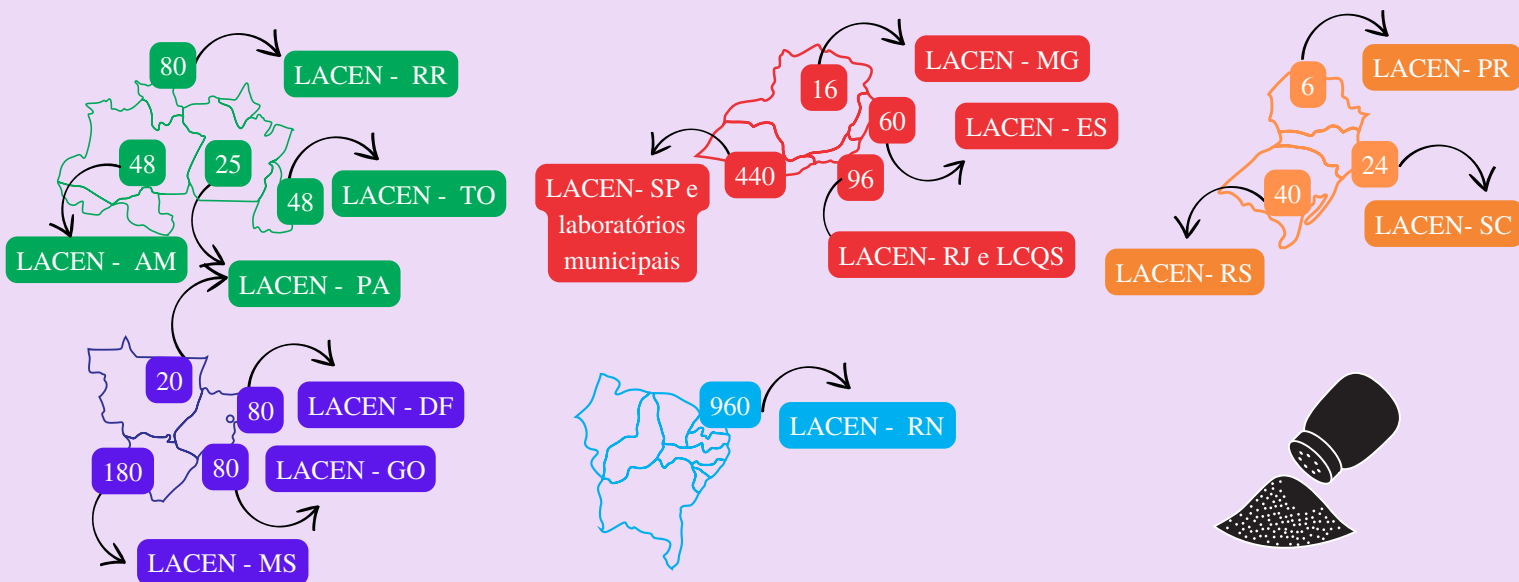 80
LACEN - RR
48
25
48
LACEN - TO
LACEN - AM
LACEN - PA
16
LACEN - MG
60
LACEN - ES
440
96
LACEN- SP e
laboratórios
municipais
LACEN- RJ e LCQS
6
LACEN- PR
24
40
LACEN- SC
LACEN- RS
20
80
LACEN - DF
180
80
LACEN - GO
LACEN - MS
960
LACEN - RN